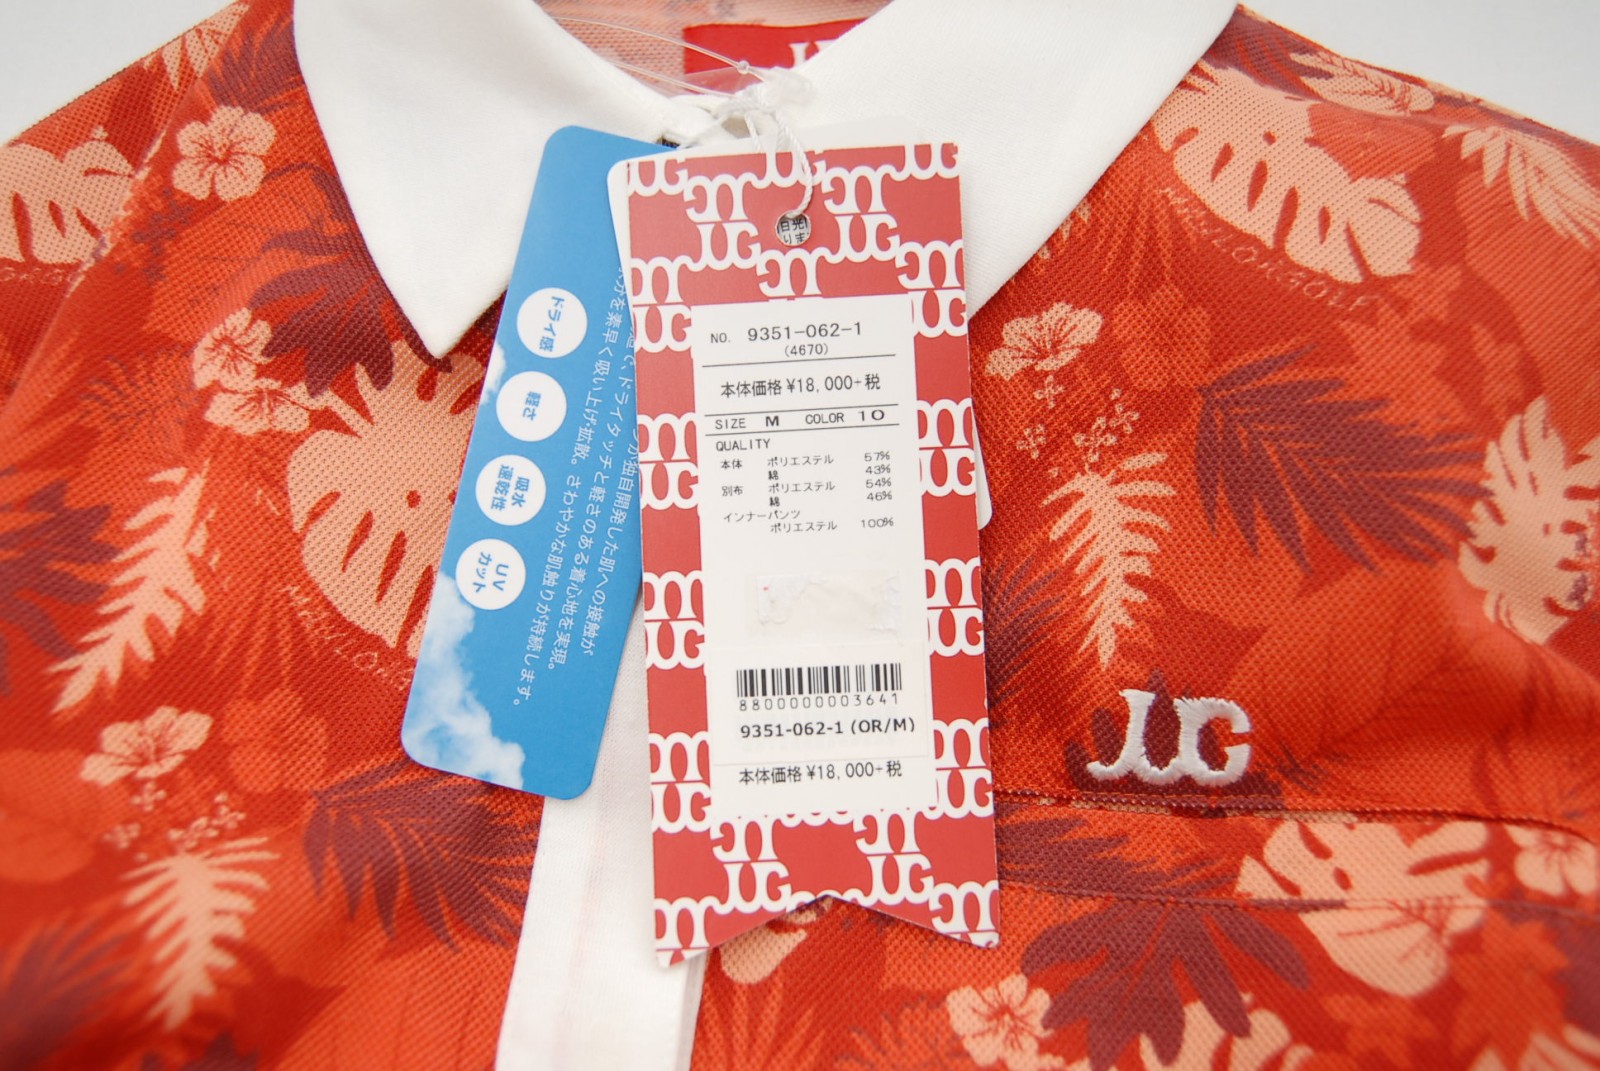 NO. 9351-062-1
(4670)
本体価格 ¥18,000+税
SIZE M COLOR 10
QUALITY
本体 ポリエステル 57%
綿 43%
別布 ポリエステル 54%
綿 46%
インナーパンツ
ポリエステル 100%
8800000003641
9351-062-1 (OR/M)
本体価格 ¥18,000+税
ドライ感
軽さ
吸水
速乾性
UV
カット
が独自開発した肌への接触が
ドライタッチと軽さのある着心地を実現。
を素早く吸い上げ拡散。さわやかな肌触りが持続します。